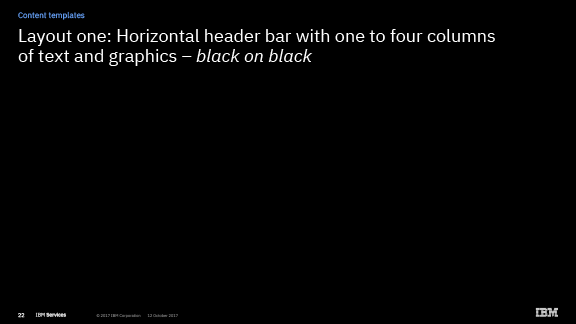 Content templates
Layout one: Horizontal header bar with one to four columns
of text and graphics – black on black
22 IBM Services © 2017 IBM Corporation 12 October 2017 IBM